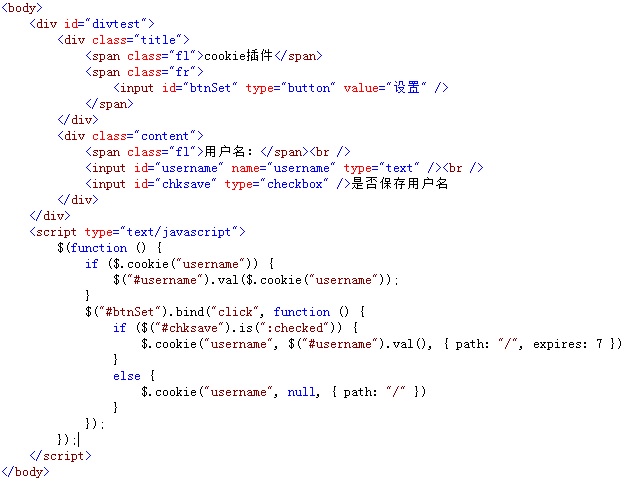 <body>
    <div id="divtest">
        <div class="title">
            <span class="fl">cookie插件</span>
            <span class="fr">
                <input id="btnSet" type="button" value="设置" />
            </span>
        </div>
        <div class="content">
            <span class="fl">用户名：</span><br />
            <input id="username" name="username" type="text" /><br />
            <input id="chksave" type="checkbox" />是否保存用户名
        </div>
    </div>
    <script type="text/javascript">
        $(function () {
            if ($.cookie("username")) {
                $("#username").val($.cookie("username"));
            }
            $("#btnSet").bind("click", function () {
                if ($("#chksave").is(":checked")) {
                    $.cookie("username", $("#username").val(), { path: "/", expires: 7 })
                }
                else {
                    $.cookie("username", null, { path: "/" })
                }
            });
        });
    </script>
</body>